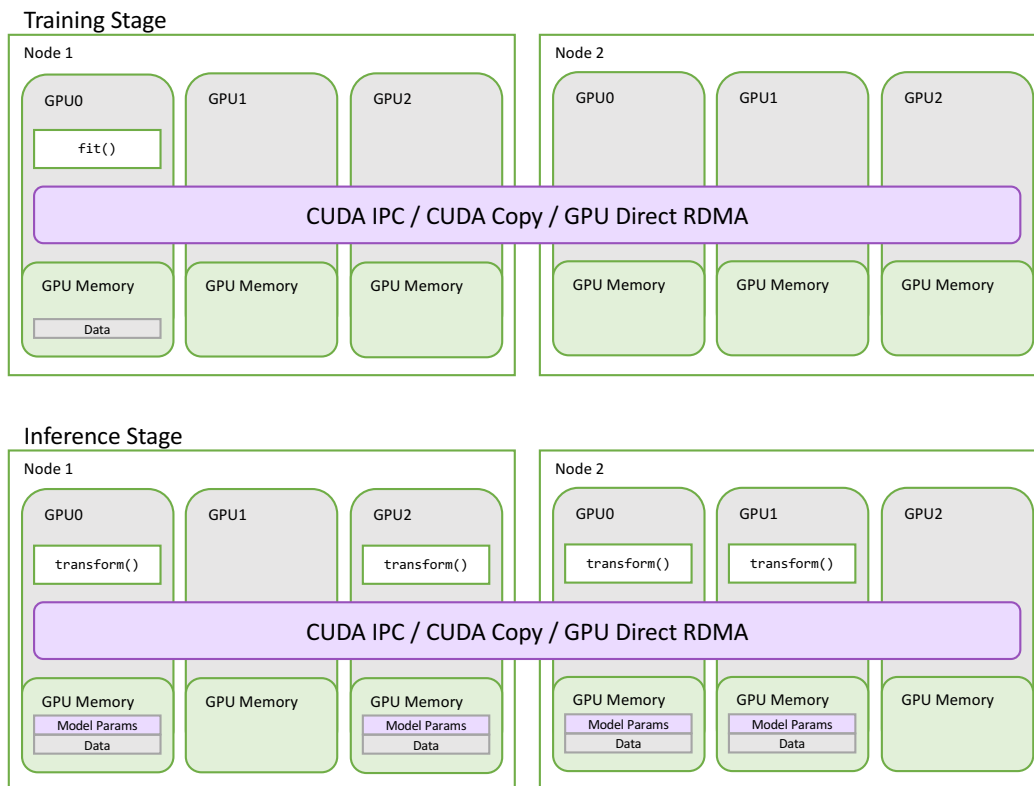 Training Stage
Node 1
Node 2
GPU0
GPU1
GPU2
GPU0
GPU1
GPU2
fit()
CUDA IPC / CUDA Copy / GPU Direct RDMA
GPU Memory
GPU Memory
GPU Memory
GPU Memory
GPU Memory
GPU Memory
Data
Inference Stage
Node 1
Node 2
GPU0
GPU1
GPU2
GPU0
GPU1
GPU2
transform()
transform()
transform()
transform()
CUDA IPC / CUDA Copy / GPU Direct RDMA
GPU Memory
GPU Memory
GPU Memory
GPU Memory
GPU Memory
GPU Memory
Model Params
Model Params
Model Params
Model Params
Data
Data
Data
Data